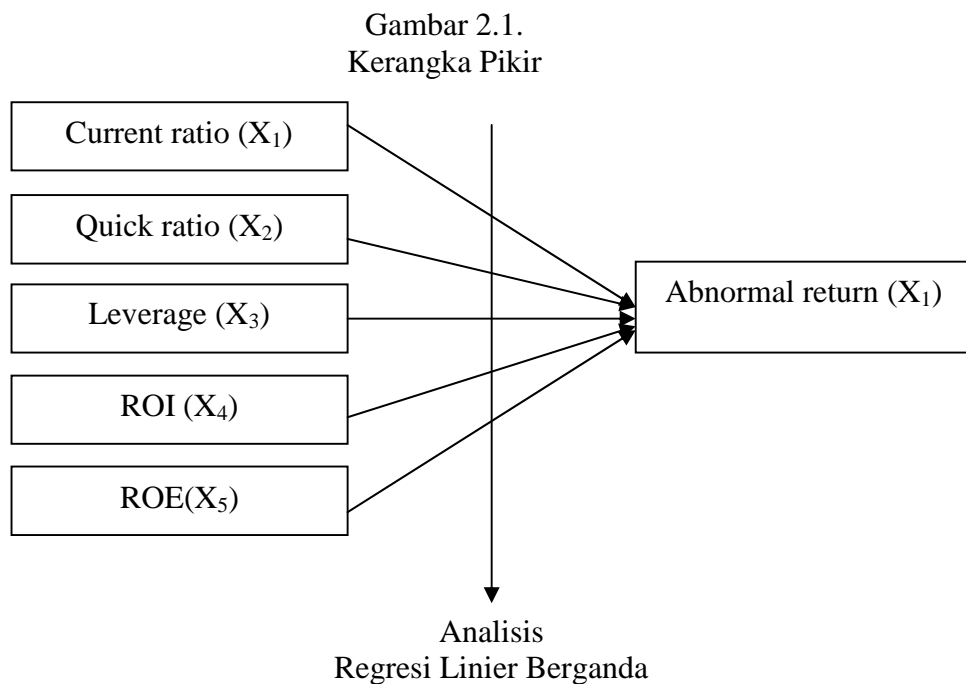 Gambar 2.1.
Kerangka Pikir
Current ratio (X₁)
Quick ratio (X₂)
Leverage (X₃)
ROI (X₄)
ROE(X₅)
Abnormal return (X₁)
Analisis
Regresi Linier Berganda